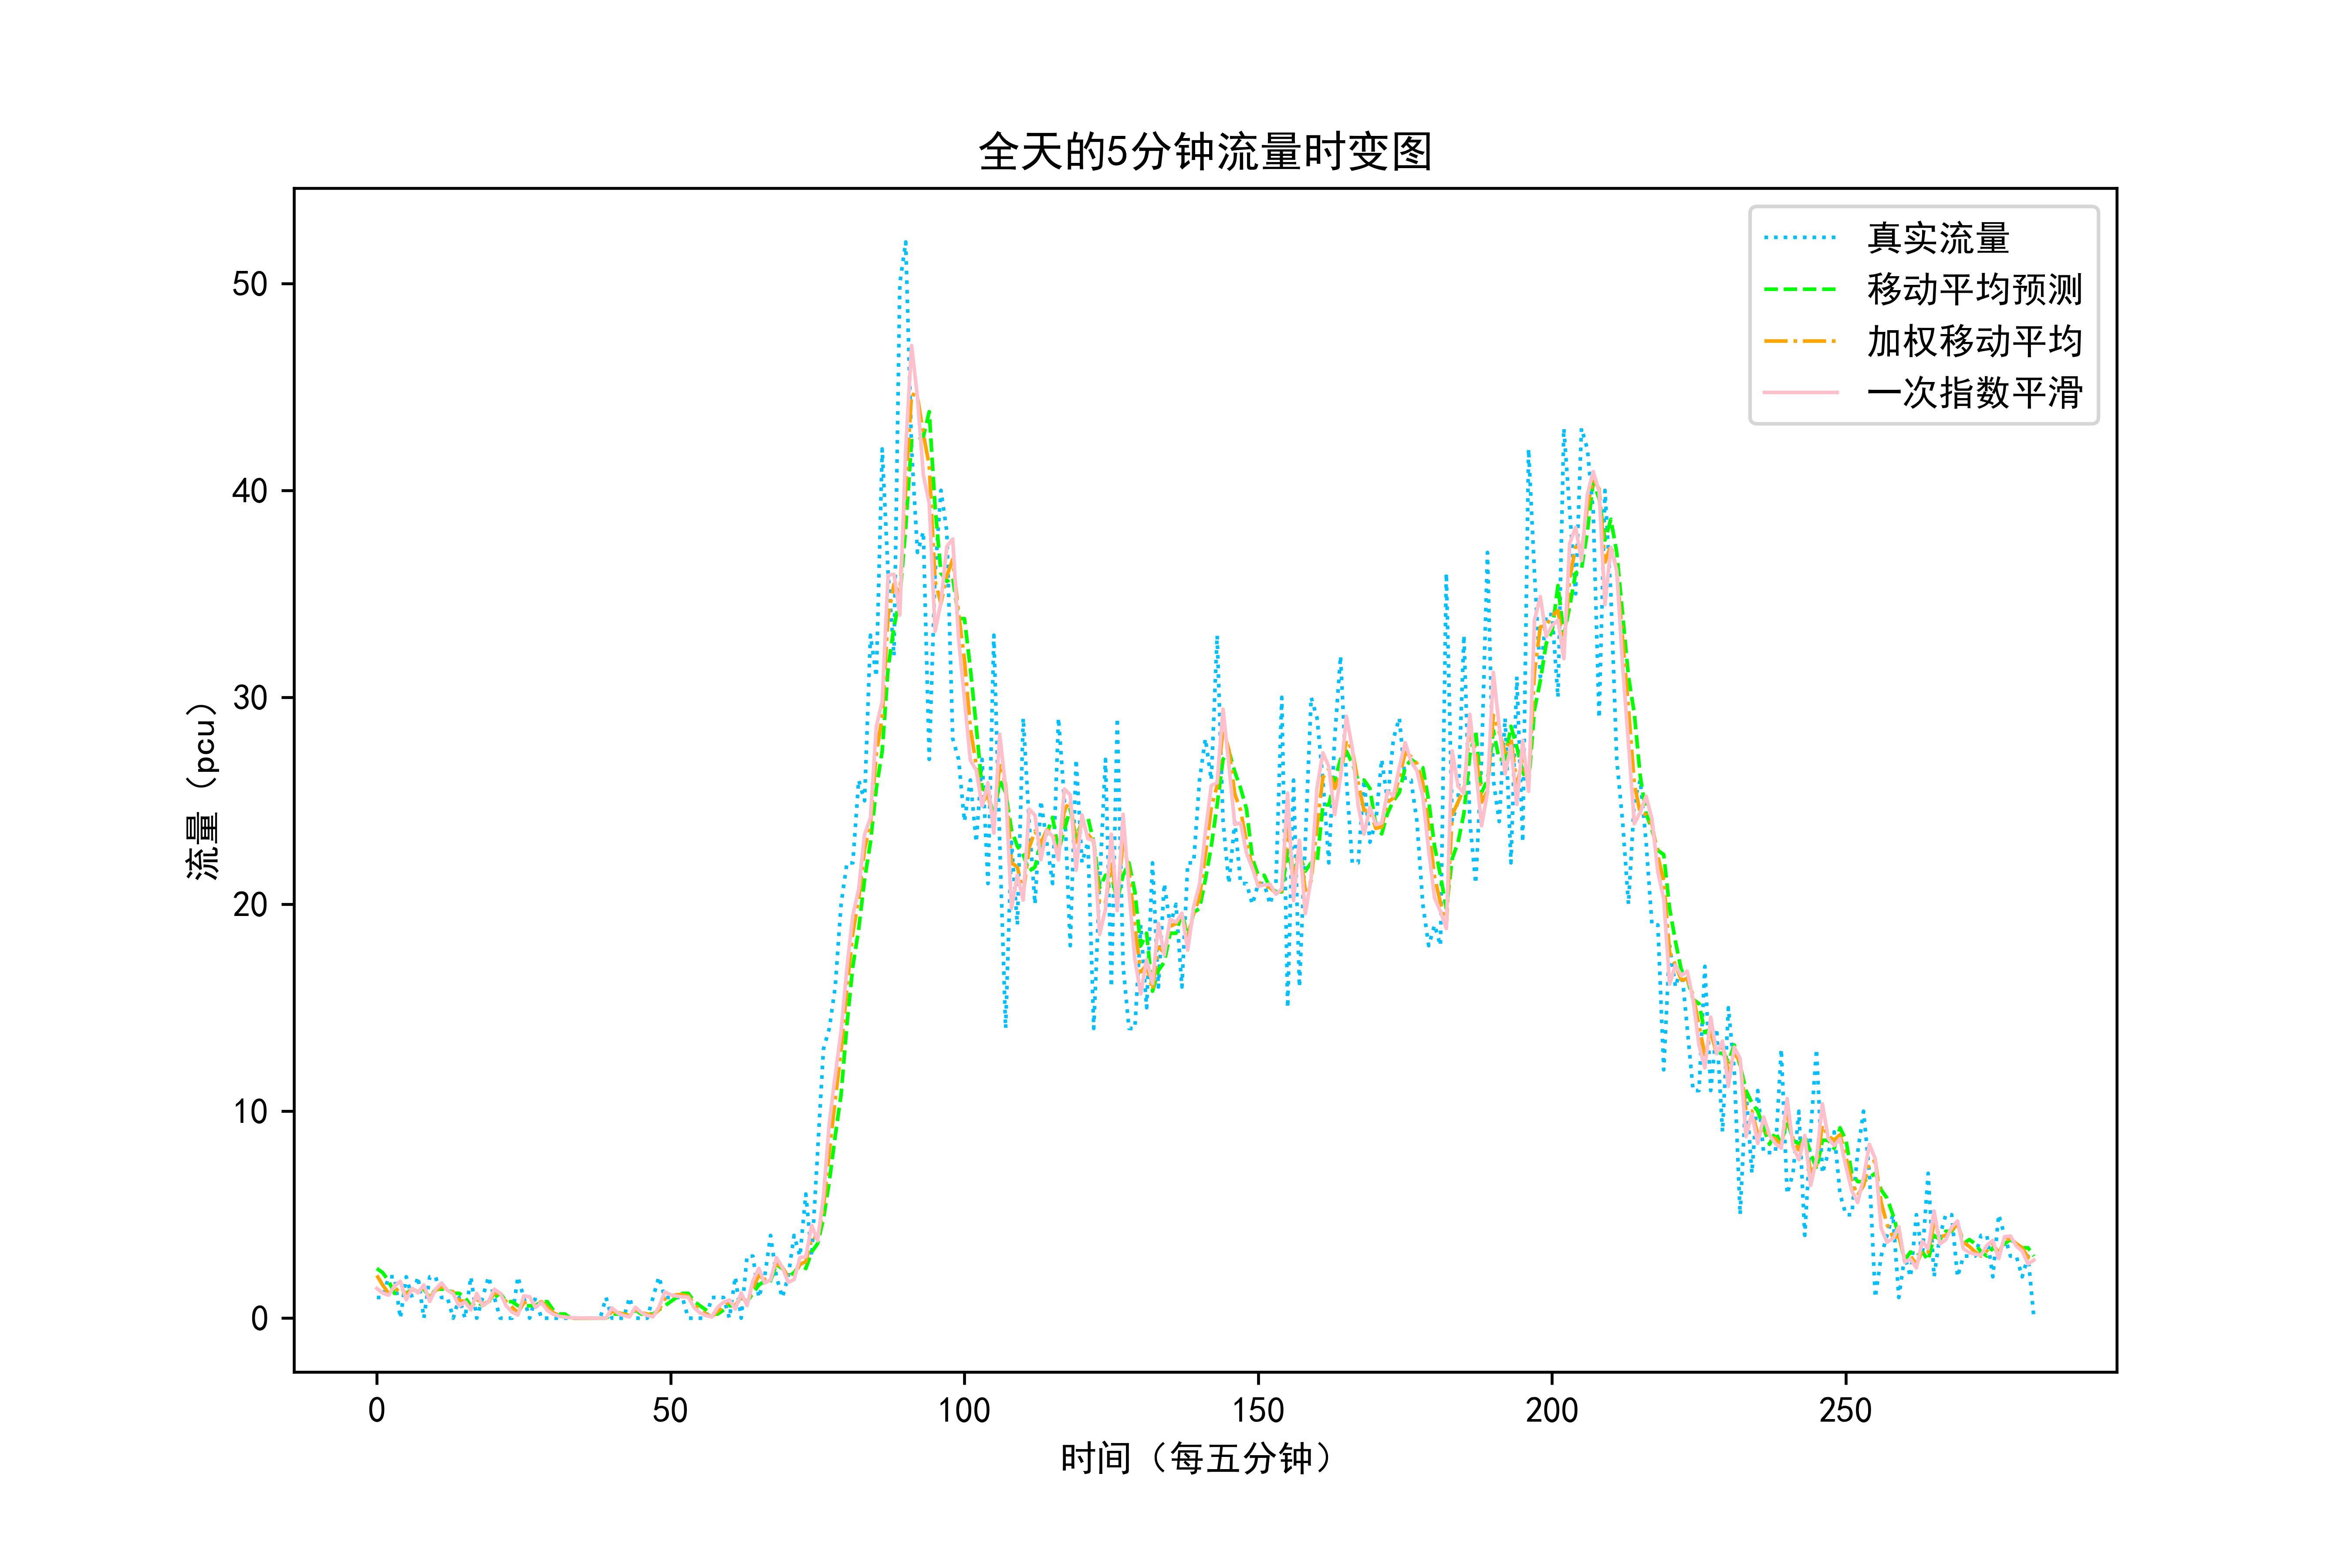 全天的5分钟流量时变图
真实流量
移动平均预测
加权移动平均
一次指数平滑
流量（pcu）
50
40
30
20
10
0
0 50 100 150 200 250
时间（每五分钟）